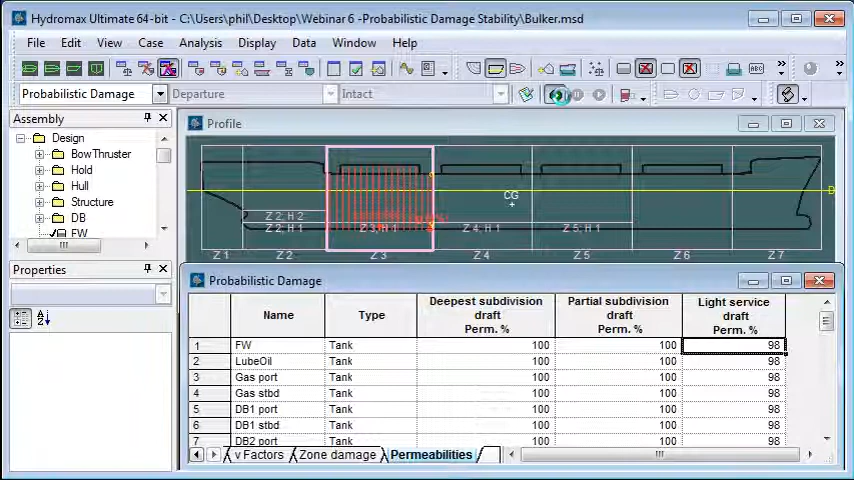 Hydromax Ultimate 64-bit - C:\Users\phil\Desktop\Webinar 6 -Probabilistic Damage Stability\Bulker.msd
File Edit View Case Analysis Display Data Window Help
ABC
Probabilistic Damage Departure Intact
Assembly
Design
BowThruster
Hold
Hull
Structure
DB
FW
Properties
Profile
CG
D
Z 2; H 2
Z 2; H 1 Z 3; H 1 Z 4; H 1 Z 5; H 1
Z 1 Z 2 Z 3 Z 4 Z 5 Z 6 Z 7
Probabilistic Damage
Name Type Deepest subdivision draft Perm. % Partial subdivision draft Perm. % Light service draft Perm. %
1 FW Tank 100 100 98
2 LubeOil Tank 100 100 98
3 Gas port Tank 100 100 98
4 Gas stbd Tank 100 100 98
5 DB1 port Tank 100 100 98
6 DB1 stbd Tank 100 100 98
7 DB2 port Tank 100 100 98
v Factors Zone damage Permeabilities